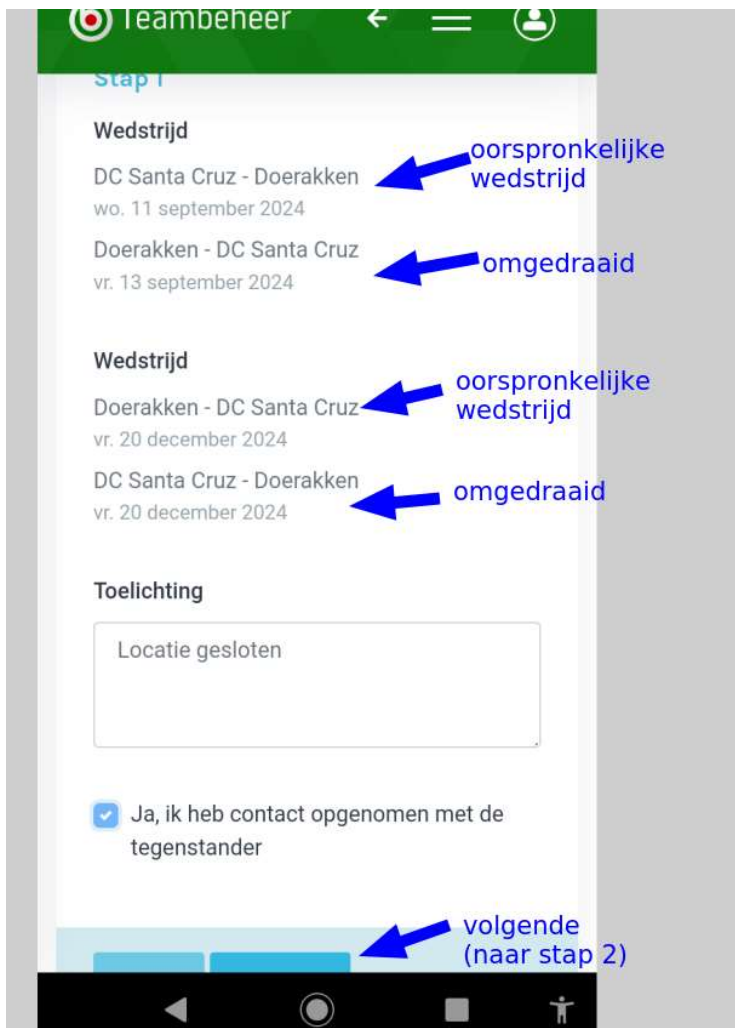 Teambeheer
Stap 1
Wedstrijd
DC Santa Cruz - Doerakken
wo. 11 september 2024
oorspronkelijke
wedstrijd
Doerakken - DC Santa Cruz
vr. 13 september 2024
omgedraaid
Wedstrijd
Doerakken - DC Santa Cruz
vr. 20 december 2024
oorspronkelijke
wedstrijd
DC Santa Cruz - Doerakken
vr. 20 december 2024
omgedraaid
Toelichting
Locatie gesloten
Ja, ik heb contact opgenomen met de
tegenstander
volgende
(naar stap 2)